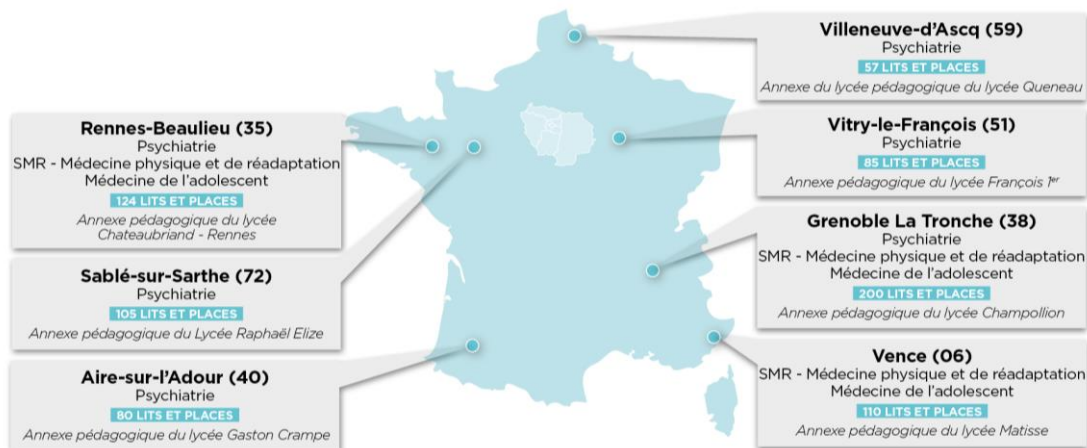 Villeneuve-d'Ascq (59)
Psychiatrie
57 LITS ET PLACES
Annexe du lycée pédagogique du lycée Queneau
Rennes-Beaulieu (35)
Psychiatrie
SMR - Médecine physique et de réadaptation
Médecine de l'adolescent
124 LITS ET PLACES
Annexe pédagogique du lycée
Chateaubriand - Rennes
Vitry-le-François (51)
Psychiatrie
85 LITS ET PLACES
Annexe pédagogique du lycée François 1er
Grenoble La Tronche (38)
Psychiatrie
SMR - Médecine physique et de réadaptation
Médecine de l'adolescent
200 LITS ET PLACES
Annexe pédagogique du lycée Champollion
Sablé-sur-Sarthe (72)
Psychiatrie
105 LITS ET PLACES
Annexe pédagogique du Lycée Raphaël Elize
Aire-sur-l'Adour (40)
Psychiatrie
80 LITS ET PLACES
Annexe pédagogique du lycée Gaston Crampe
Vence (06)
SMR - Médecine physique et de réadaptation
Médecine de l'adolescent
110 LITS ET PLACES
Annexe pédagogique du lycée Matisse